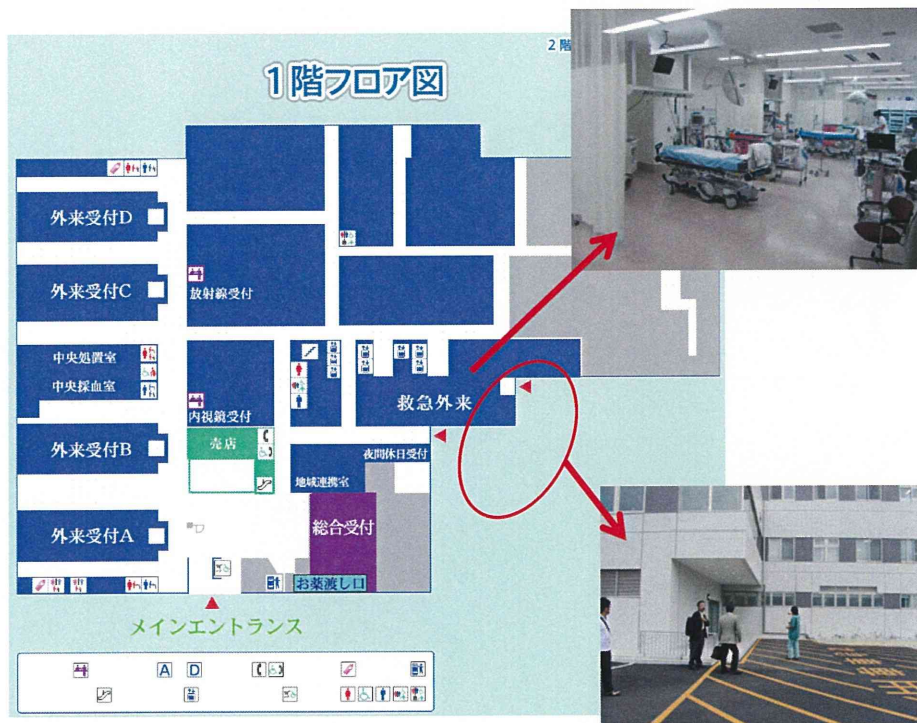 2階
1階フロア図
外来受付D
外来受付C
放射線受付
中央処置室
中央採血室
内視鏡受付
救急外来
外来受付B
売店
夜間休日受付
地域連携室
外来受付A
総合受付
お薬渡し口
メインエントランス
A D